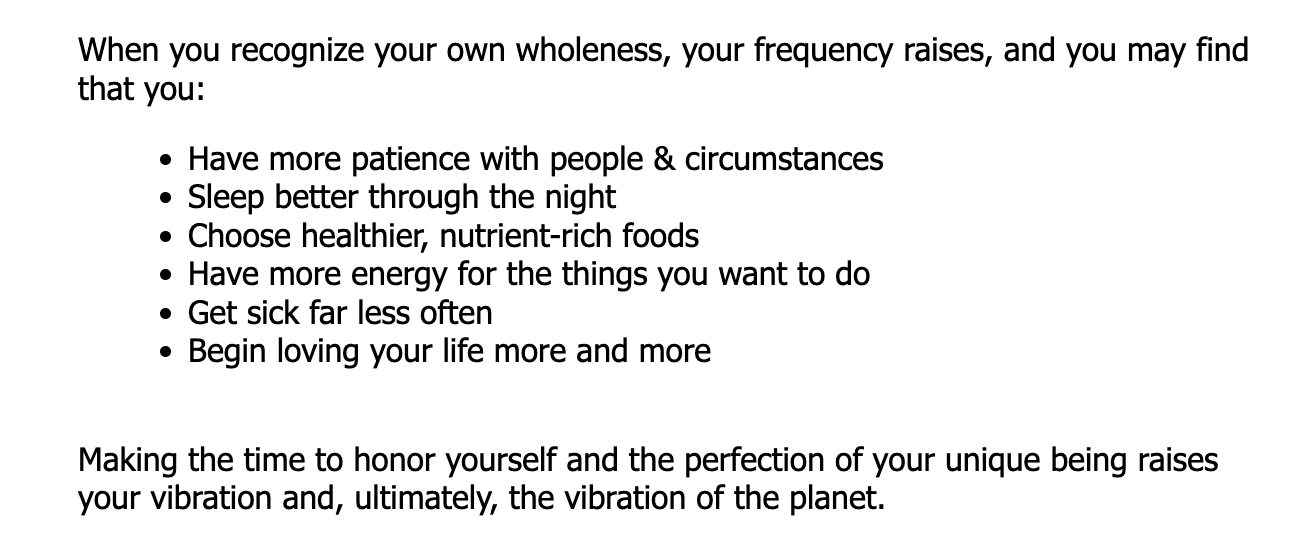 When you recognize your own wholeness, your frequency raises, and you may find
that you:
• Have more patience with people & circumstances
• Sleep better through the night
• Choose healthier, nutrient-rich foods
• Have more energy for the things you want to do
• Get sick far less often
• Begin loving your life more and more
Making the time to honor yourself and the perfection of your unique being raises
your vibration and, ultimately, the vibration of the planet.